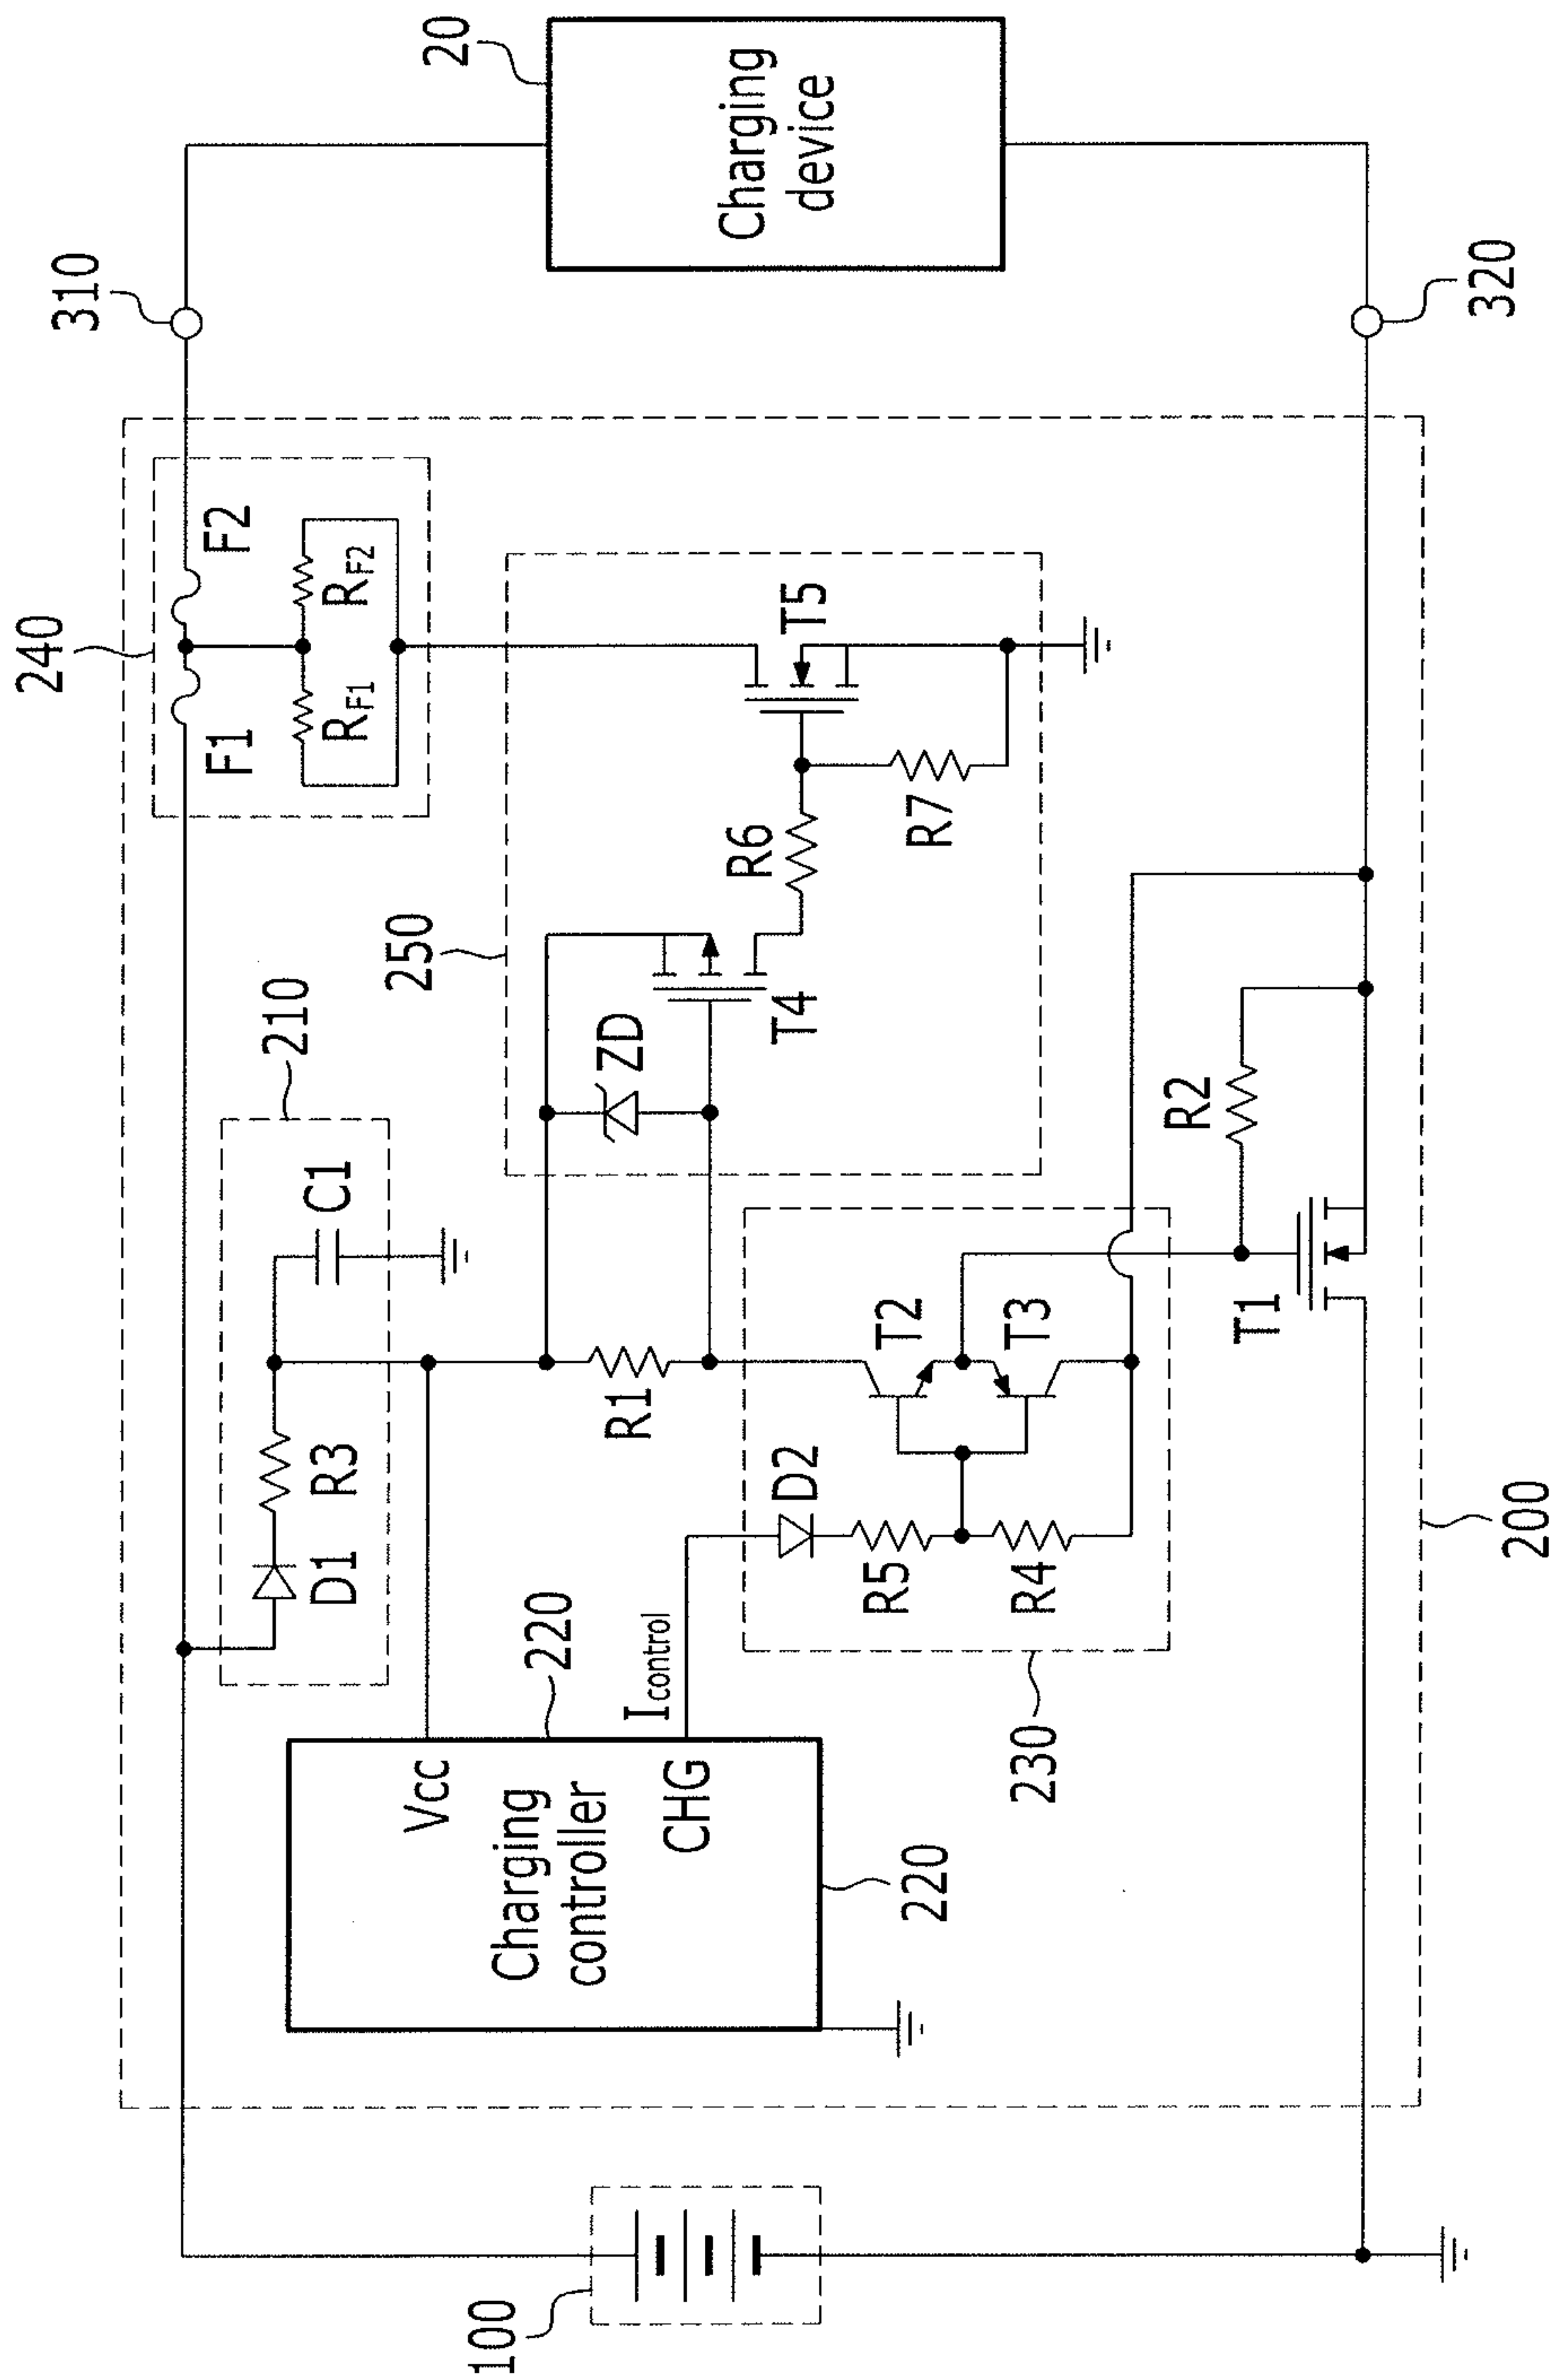 310
20
240
F1
F2
RF1
RF2
210
D1
R3
C1
250
ZD
T4
R6
T5
R7
220
Vcc
Charging
controller
CHG
Icontrol
220
R1
D2
T2
R5
T3
R4
230
Charging
device
R2
T1
100
200
320